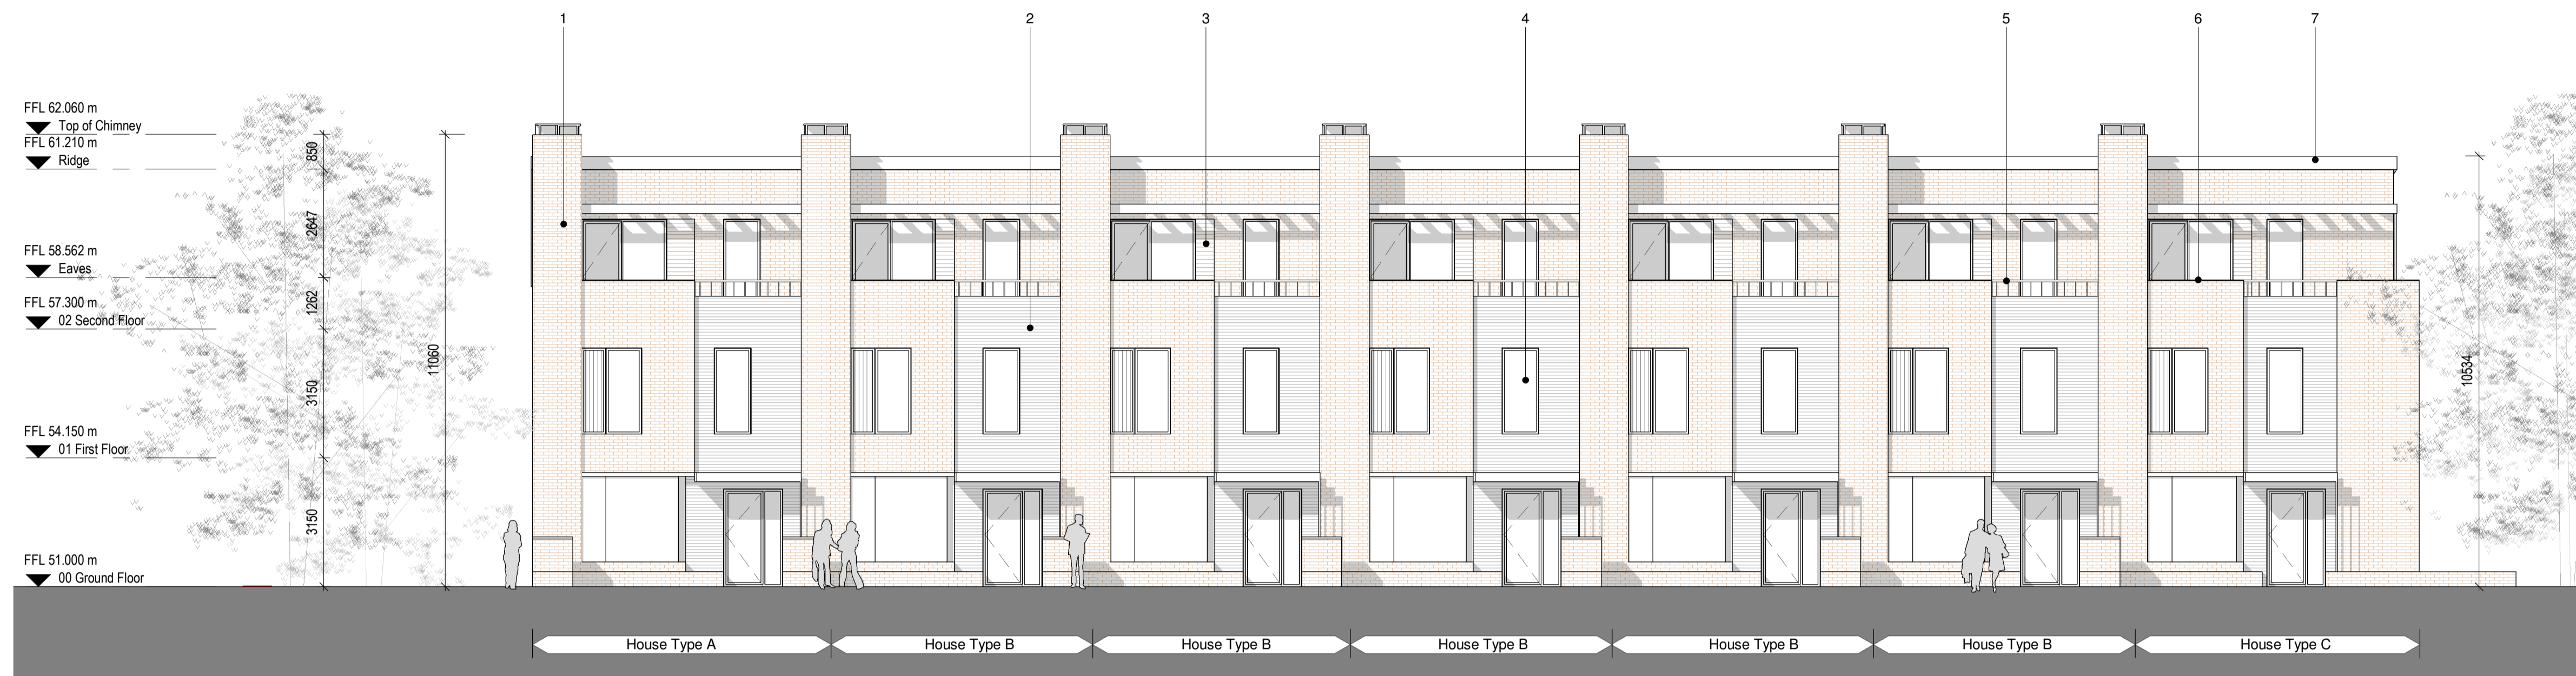 1 2 3 4 5 6 7
FFL 62.060 m
Top of Chimney
FFL 61.210 m
Ridge
850
2647
FFL 58.562 m
Eaves
1262
FFL 57.300 m
02 Second Floor
11060
10534
3150
FFL 54.150 m
01 First Floor
3150
FFL 51.000 m
00 Ground Floor
House Type A House Type B House Type B House Type B House Type B House Type B House Type C